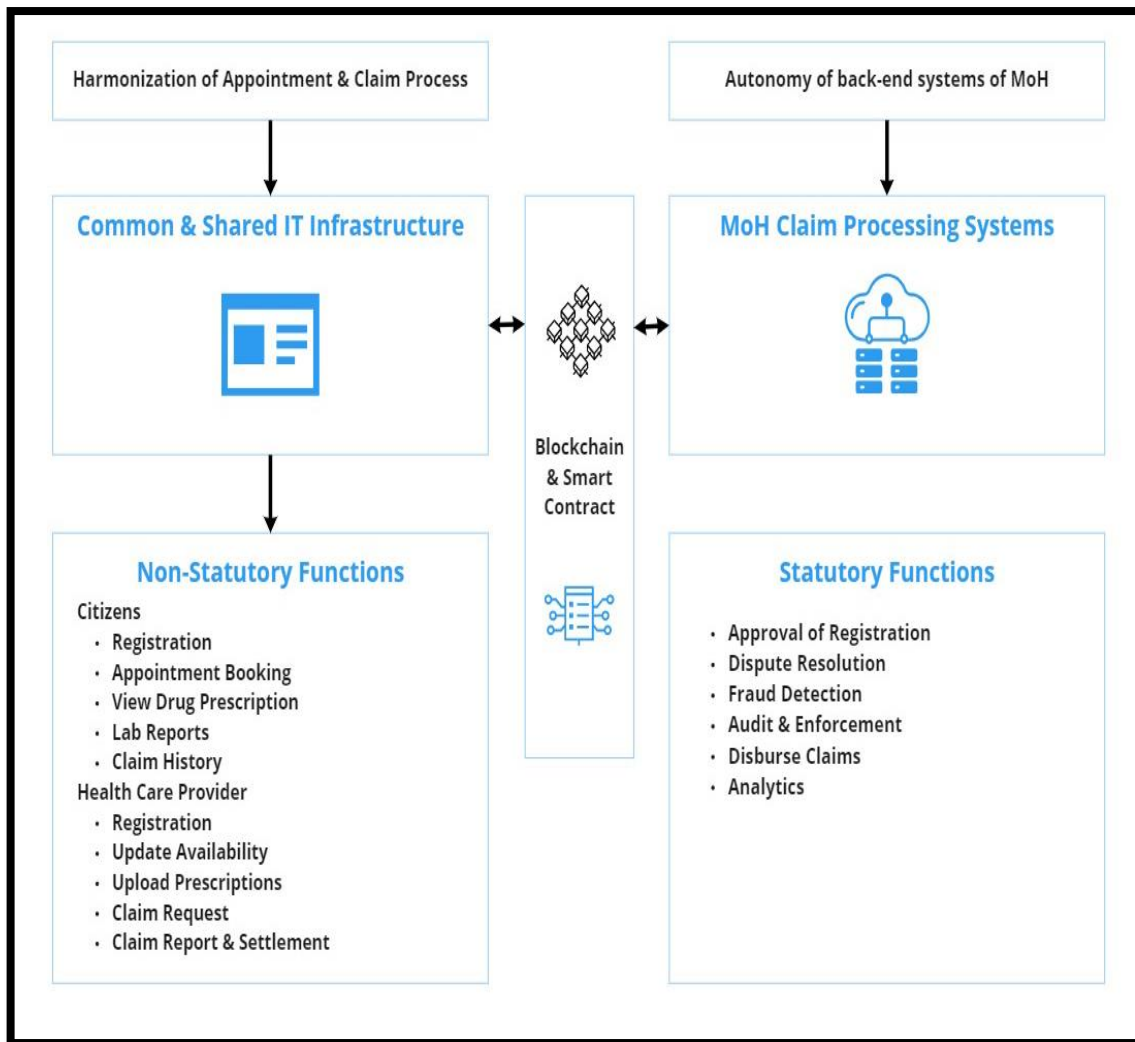 Harmonization of Appointment & Claim Process
Autonomy of back-end systems of MoH
Common & Shared IT Infrastructure
Blockchain
& Smart
Contract
MoH Claim Processing Systems
Non-Statutory Functions
Citizens
• Registration
• Appointment Booking
• View Drug Prescription
• Lab Reports
• Claim History
Health Care Provider
• Registration
• Update Availability
• Upload Prescriptions
• Claim Request
• Claim Report & Settlement
Statutory Functions
• Approval of Registration
• Dispute Resolution
• Fraud Detection
• Audit & Enforcement
• Disburse Claims
• Analytics